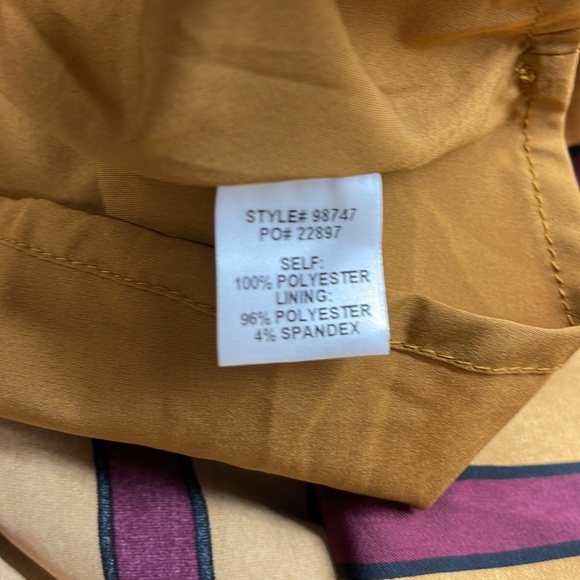 STYLE# 98747
PO# 22897
SELF:
100% POLYESTER
LINING:
96% POLYESTER
4% SPANDEX